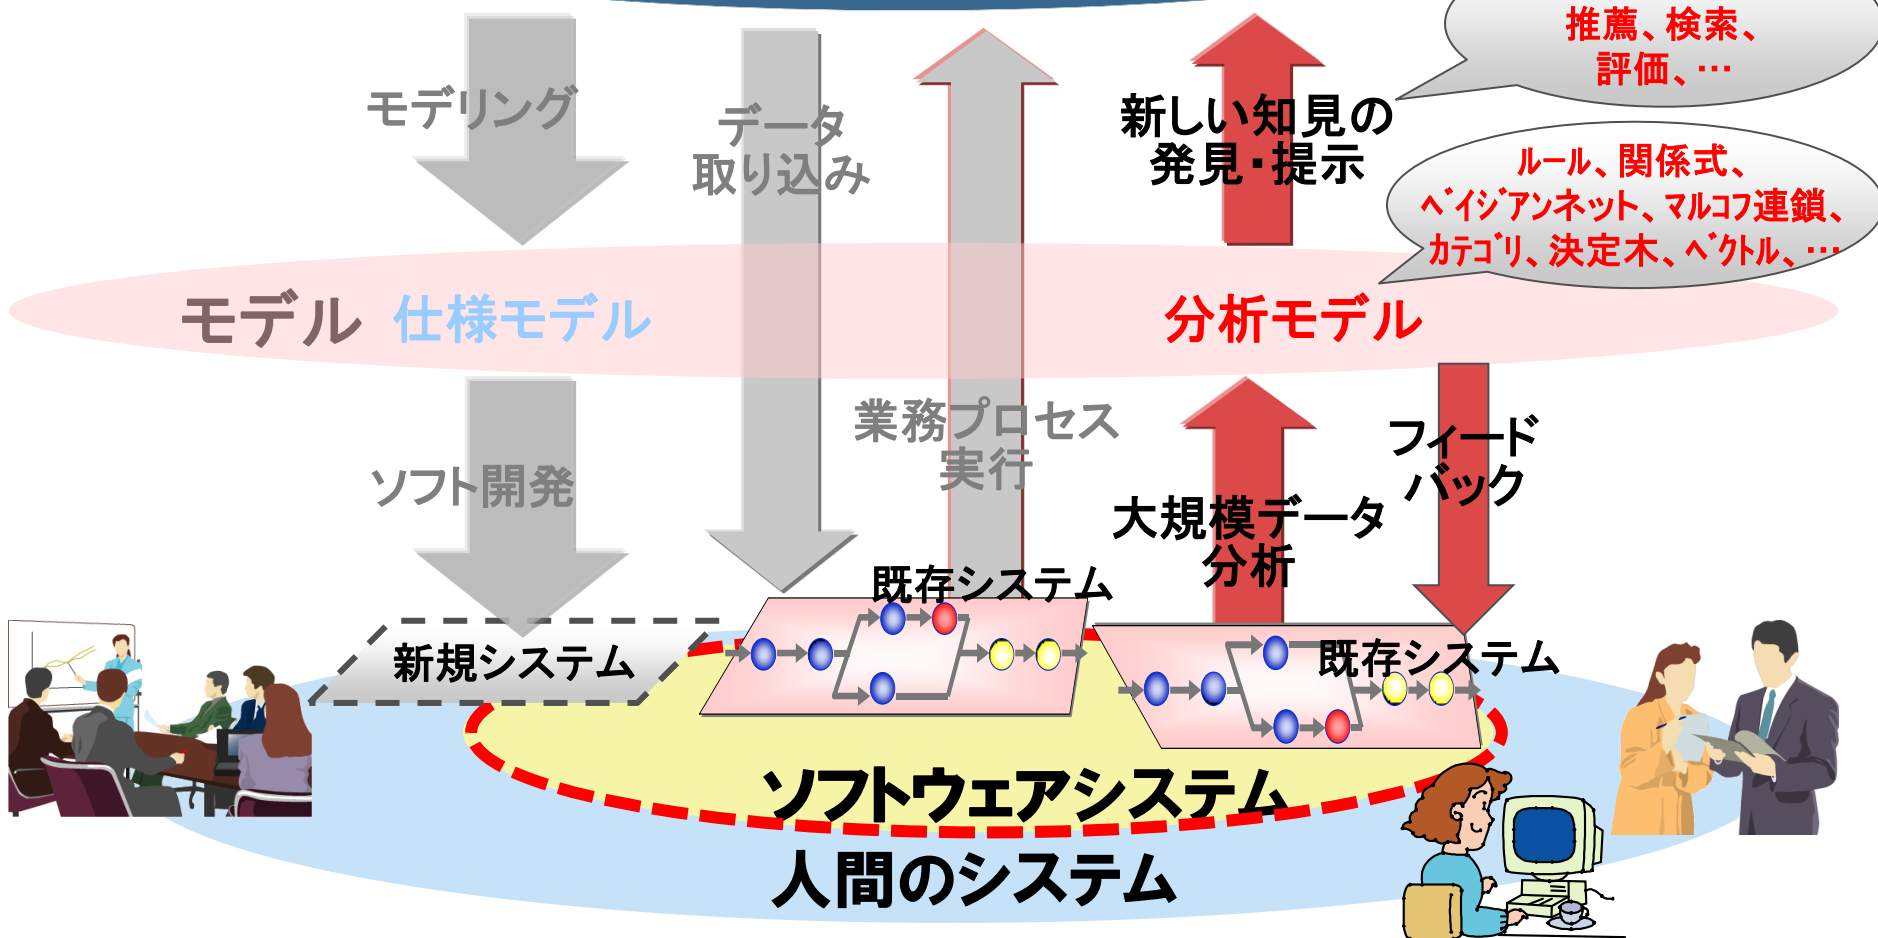 推薦、検索、
評価、…
モデリング
データ
取り込み
新しい知見の
発見・提示
ルール、関係式、
ベイジアンネット、マルコフ連鎖、
カテゴリ、決定木、ベクトル、…
モデル 仕様モデル
分析モデル
業務プロセス
実行
フィード
バック
ソフト開発
大規模データ
分析
既存システム
新規システム
既存システム
ソフトウェアシステム
人間のシステム